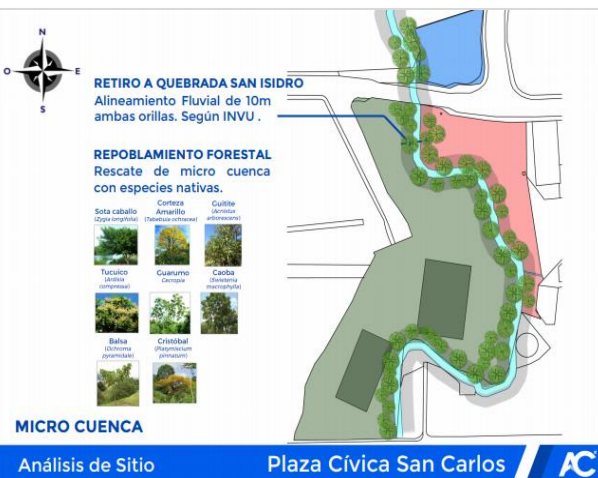 N
O
E
S
RETIRO A QUEBRADA SAN ISIDRO
Alineamiento Fluvial de 10m
ambas orillas. Según INVU .
REPOBLAMIENTO FORESTAL
Rescate de micro cuenca
con especies nativas.
Sota caballo
(Zygia longifolia)
Corteza
Amarillo
(Tabebuia ochracea)
Guitite
(Acnistus
arborescens)
Tucuico
(Ardisia
compressa)
Guarumo
Cecropia
Caoba
(Swietenia
macrophylla)
Balsa
(Ochroma
pyramidale)
Cristóbal
(Platymiscium
pinnatum)
MICRO CUENCA
Análisis de Sitio
Plaza Cívica San Carlos
AC